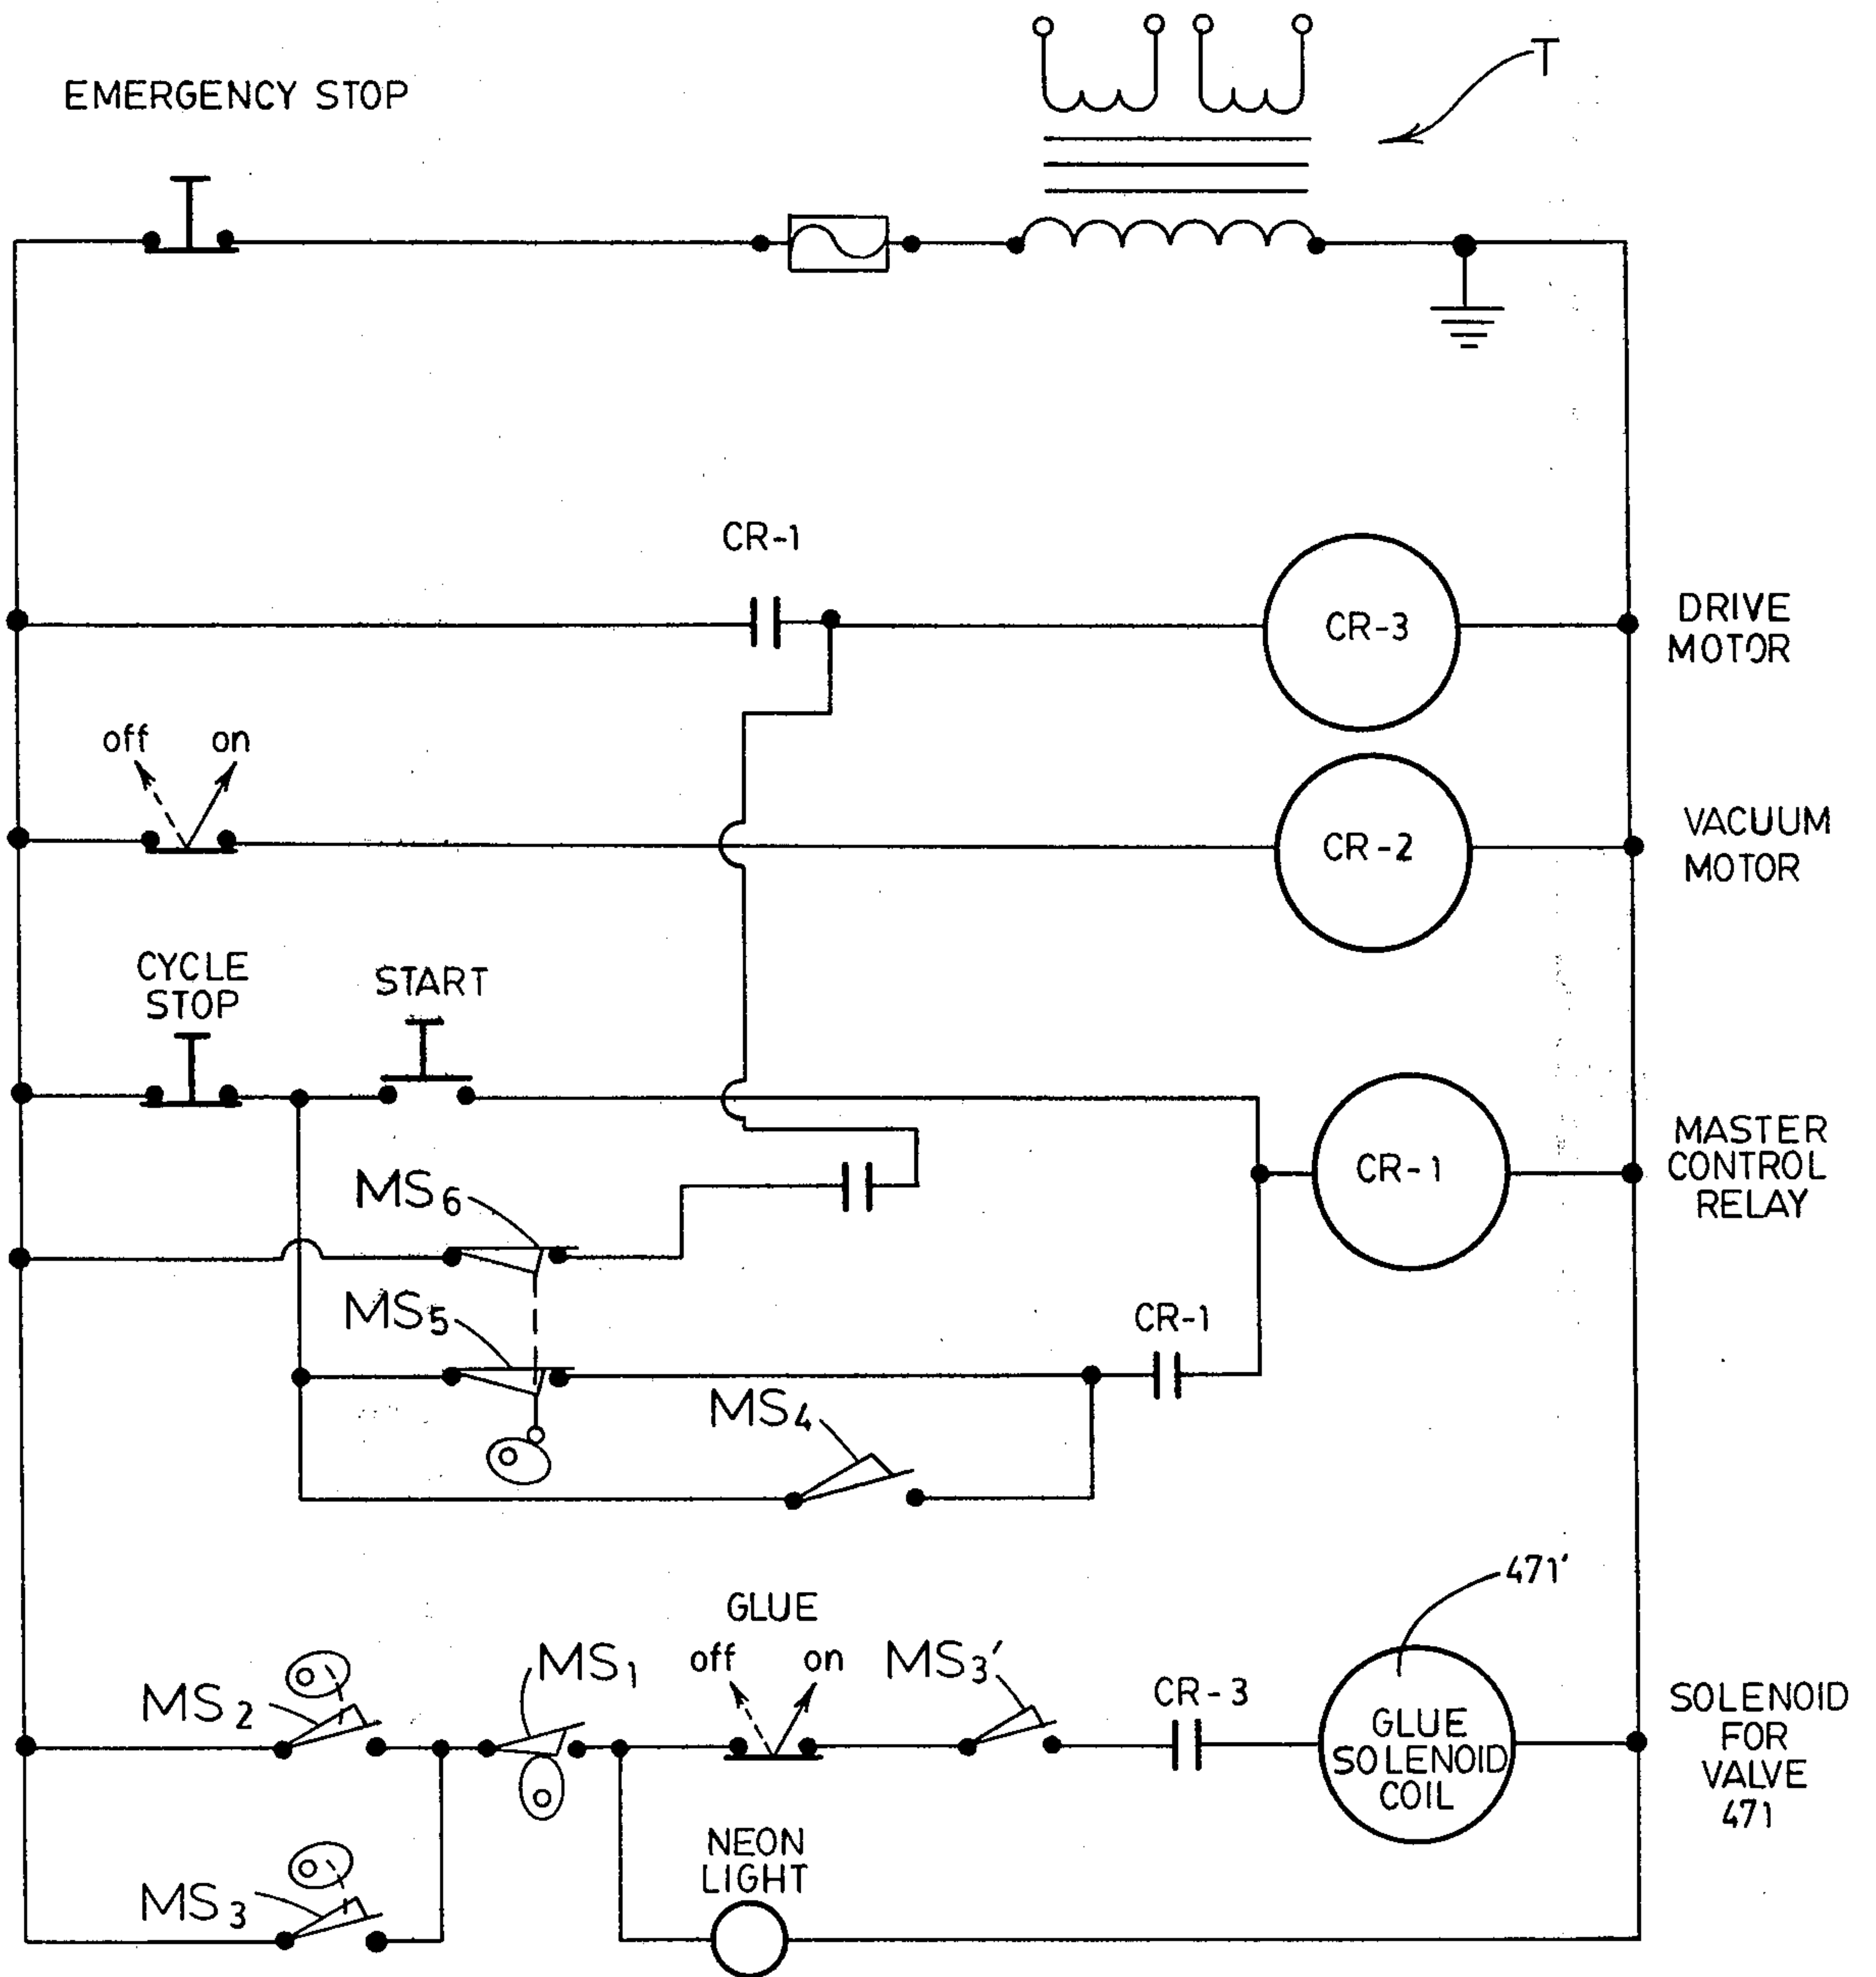 T
EMERGENCY STOP
CR-1
CR-3
DRIVE
MOTOR
off on
CR-2
VACUUM
MOTOR
CYCLE
STOP
START
CR-1
MASTER
CONTROL
RELAY
MS6
MS5
CR-1
MS4
471'
GLUE
off on
MS1
MS3'
MS2
CR-3
GLUE
SOLENOID
COIL
SOLENOID
FOR
VALVE
471
NEON
LIGHT
MS3